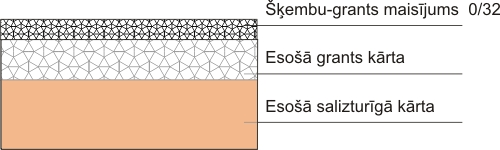 Šķembu-grants maisījums 0/32
Esošā grants kārta
Esošā salizturīgā kārta